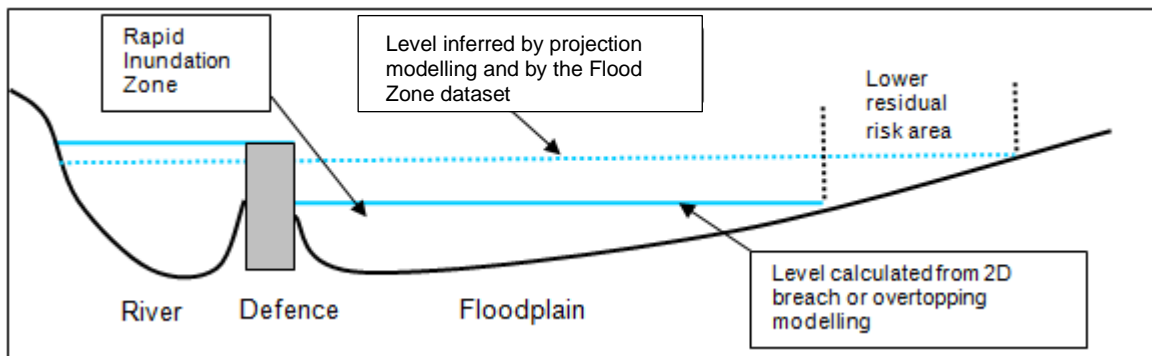 Rapid
Inundation
Zone
Level inferred by projection
modelling and by the Flood
Zone dataset
Lower
residual
risk area
Level calculated from 2D
breach or overtopping
modelling
River
Defence
Floodplain